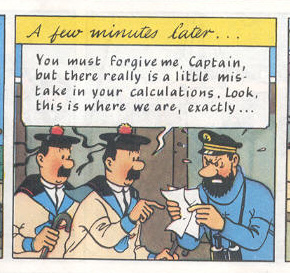 A few minutes later...
You must forgive me, Captain,
but there really is a little mis-
take in your calculations. Look,
this is where we are, exactly...